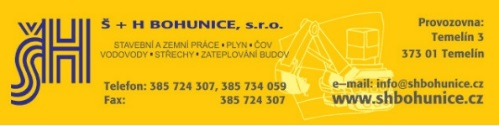 ŠH
Š + H BOHUNICE, s.r.o.
STAVEBNÍ A ZEMNÍ PRÁCE • PLYN • ČOV
VODOVODY • STŘECHY • ZATEPLOVÁNÍ BUDOV
Telefon: 385 724 307, 385 734 059
Fax: 385 724 307
Provozovna:
Temelín 3
373 01 Temelín
e-mail: info@shbohunice.cz
www.shbohunice.cz